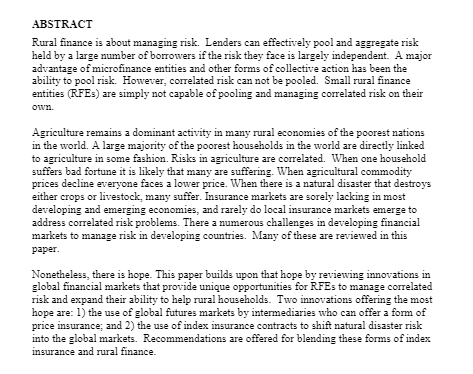 ABSTRACT
Rural finance is about managing risk. Lenders can effectively pool and aggregate risk
held by a large number of borrowers if the risk they face is largely independent. A major
advantage of microfinance entities and other forms of collective action has been the
ability to pool risk. However, correlated risk can not be pooled. Small rural finance
entities (RFEs) are simply not capable of pooling and managing correlated risk on their
own.
Agriculture remains a dominant activity in many rural economies of the poorest nations
in the world. A large majority of the poorest households in the world are directly linked
to agriculture in some fashion. Risks in agriculture are correlated. When one household
suffers bad fortune it is likely that many are suffering. When agricultural commodity
prices decline everyone faces a lower price. When there is a natural disaster that destroys
either crops or livestock, many suffer. Insurance markets are sorely lacking in most
developing and emerging economies, and rarely do local insurance markets emerge to
address correlated risk problems. There a numerous challenges in developing financial
markets to manage risk in developing countries. Many of these are reviewed in this
paper.
Nonetheless, there is hope. This paper builds upon that hope by reviewing innovations in
global financial markets that provide unique opportunities for RFEs to manage correlated
risk and expand their ability to help rural households. Two innovations offering the most
hope are: 1) the use of global futures markets by intermediaries who can offer a form of
price insurance; and 2) the use of index insurance contracts to shift natural disaster risk
into the global markets. Recommendations are offered for blending these forms of index
insurance and rural finance.